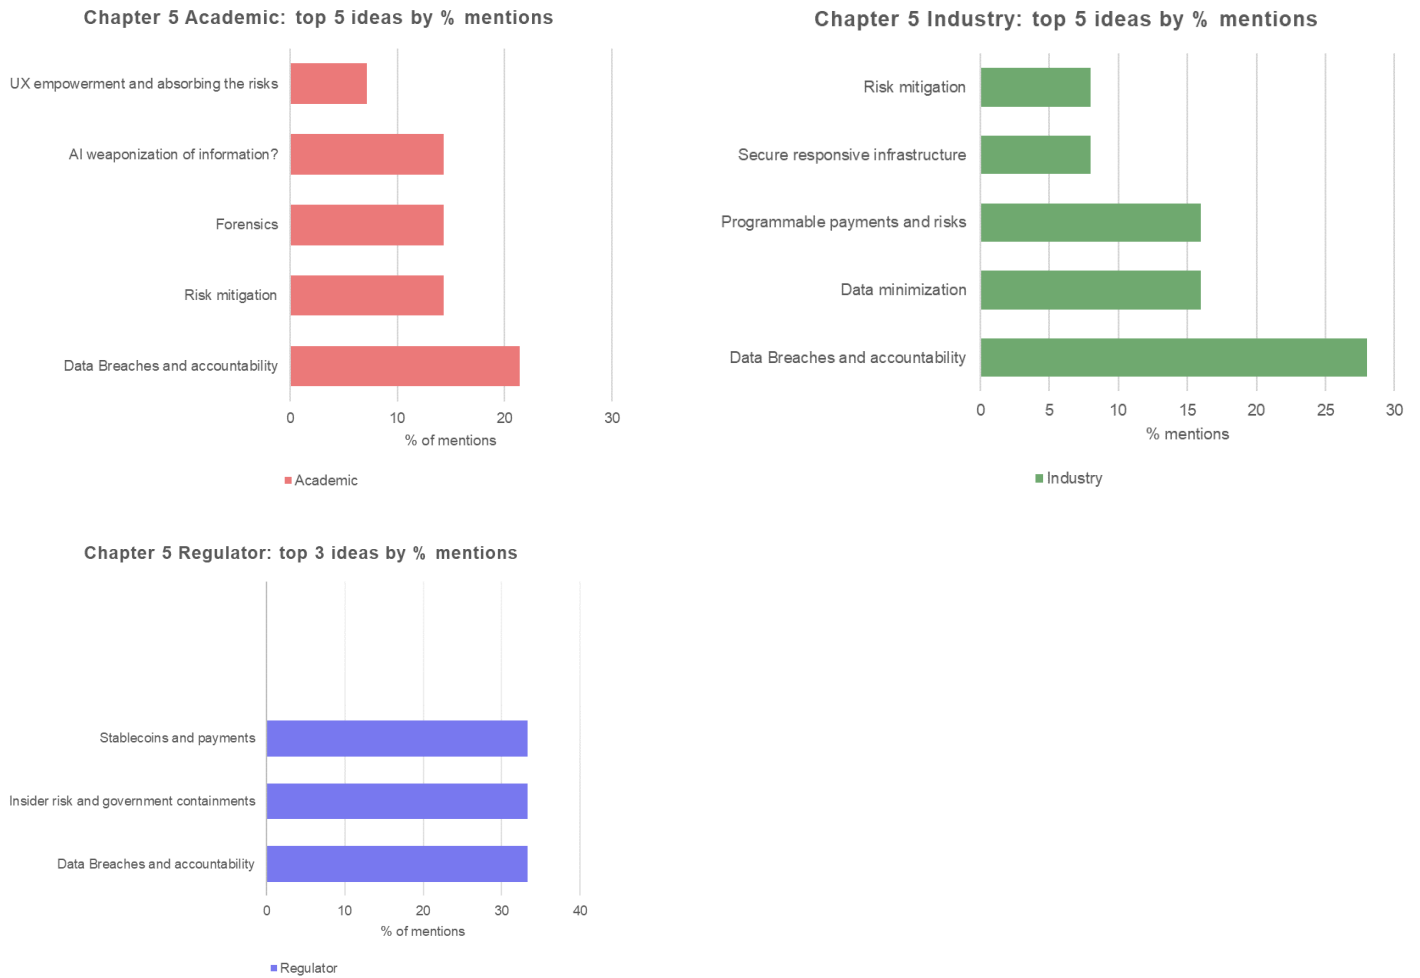 Chapter 5 Academic: top 5 ideas by % mentions
UX empowerment and absorbing the risks
AI weaponization of information?
Forensics
Risk mitigation
Data Breaches and accountability
0 10 20 30
% of mentions
Academic
Chapter 5 Industry: top 5 ideas by % mentions
Risk mitigation
Secure responsive infrastructure
Programmable payments and risks
Data minimization
Data Breaches and accountability
0 5 10 15 20 25 30
% mentions
Industry
Chapter 5 Regulator: top 3 ideas by % mentions
Stablecoins and payments
Insider risk and government containments
Data Breaches and accountability
0 10 20 30 40
% of mentions
Regulator